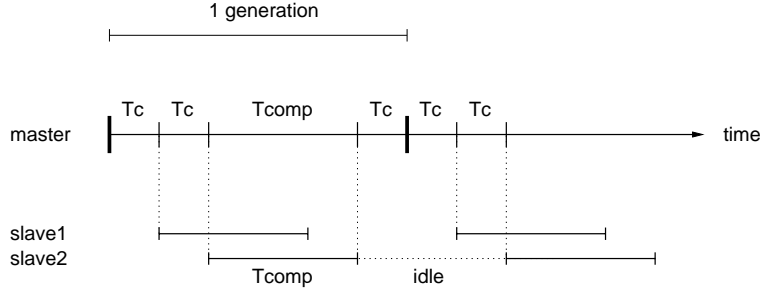 1 generation
Tc Tc Tcomp Tc Tc Tc
master time
slave1
slave2
Tcomp idle